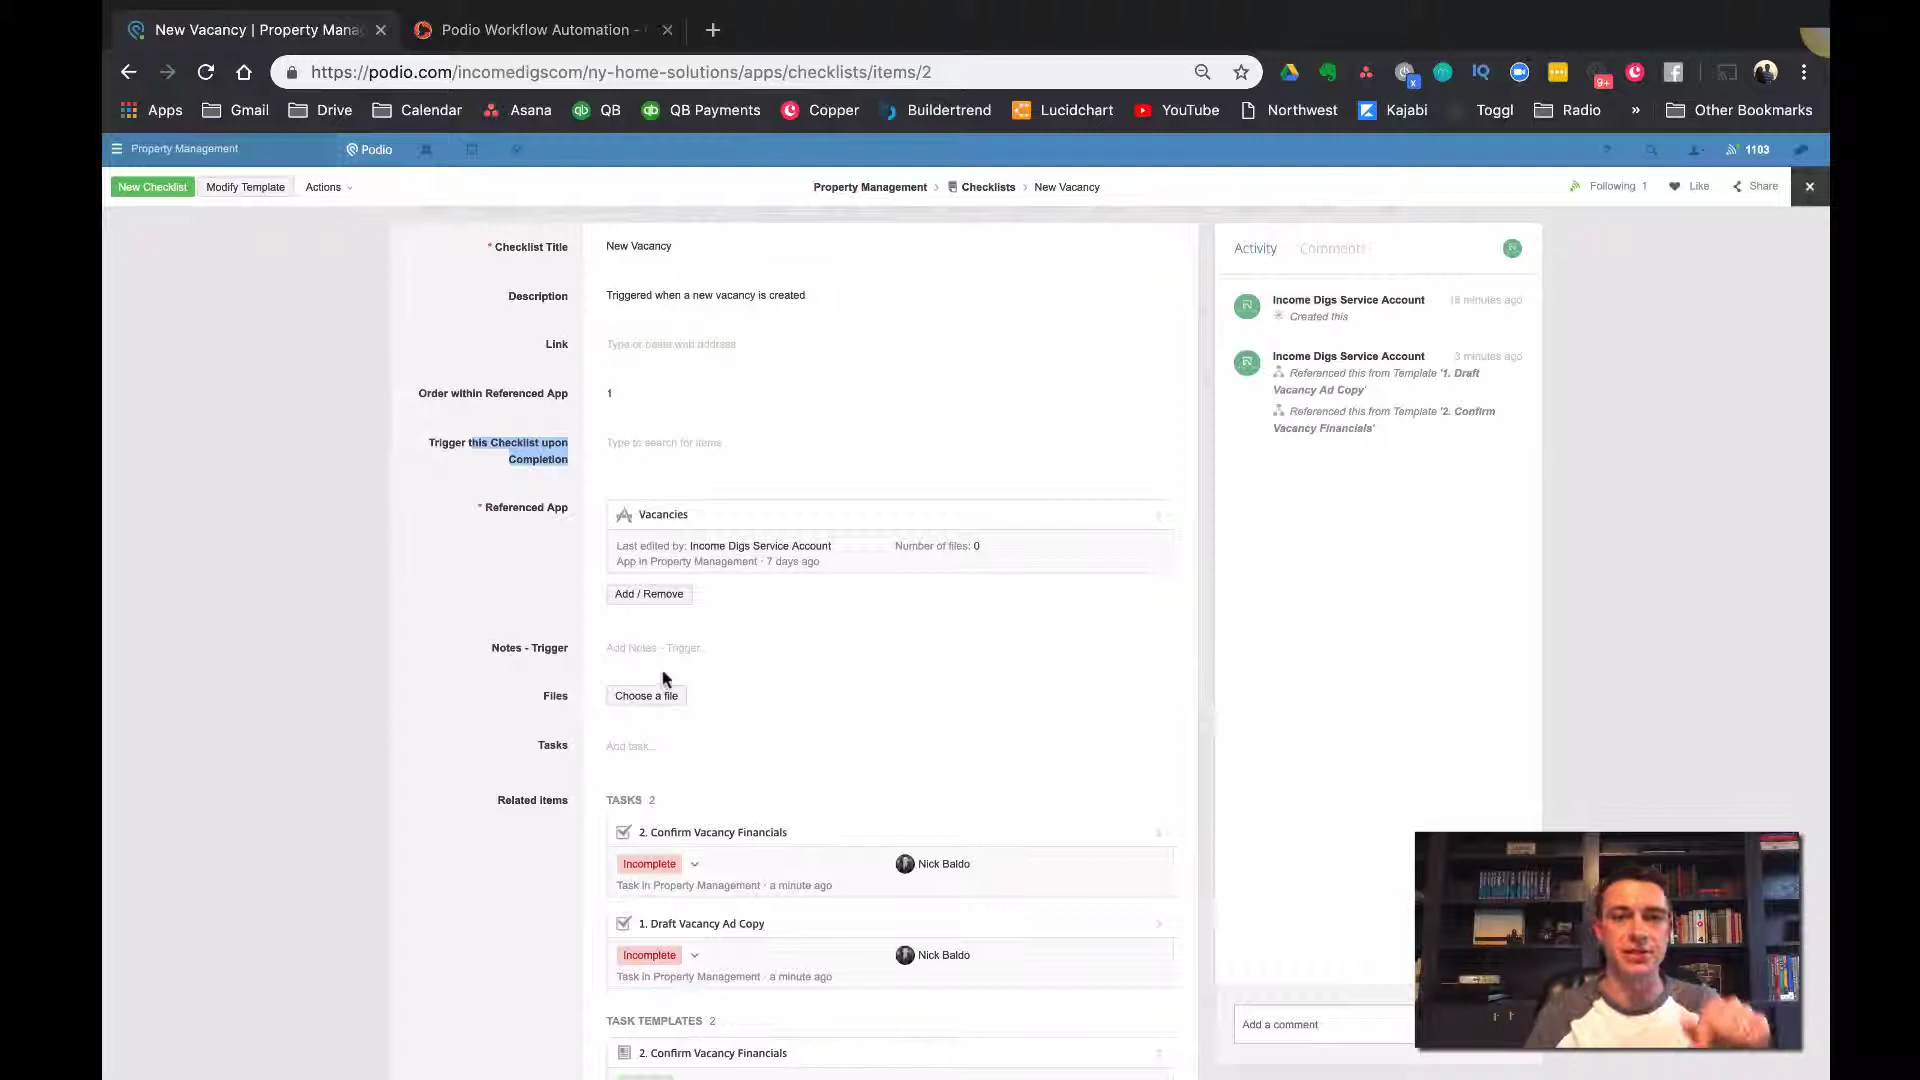 New Vacancy | Property Mana
Podio Workflow Automation -
https://podio.com/incomedigscom/ny-home-solutions/apps/checklists/items/2
x
IQ
9+
Apps
Gmail
Drive
Calendar
Asana
QB
QB Payments
Copper
Buildertrend
Lucidchart
YouTube
Northwest
Kajabi
Toggl
Radio
»
Other Bookmarks
Property Management
Podio
?
1103
New Checklist
Modify Template
Actions
Property Management › Checklists › New Vacancy
Following 1
Like
Share
* Checklist Title
New Vacancy
Description
Triggered when a new vacancy is created
Link
Type or paste web address
Order within Referenced App
1
Trigger this Checklist upon
Completion
Type to search for items
* Referenced App
Vacancies
Last edited by: Income Digs Service Account
Number of files: 0
App in Property Management · 7 days ago
Add / Remove
Notes - Trigger
Add Notes - Trigger...
Files
Choose a file
Tasks
Add task...
Related items
TASKS 2
2. Confirm Vacancy Financials
Incomplete
Nick Baldo
Task in Property Management · a minute ago
1. Draft Vacancy Ad Copy
Incomplete
Nick Baldo
Task in Property Management · a minute ago
TASK TEMPLATES 2
2. Confirm Vacancy Financials
Activity
Comments
Income Digs Service Account
18 minutes ago
Created this
Income Digs Service Account
3 minutes ago
Referenced this from Template '1. Draft
Vacancy Ad Copy'
Referenced this from Template '2. Confirm
Vacancy Financials'
Add a comment